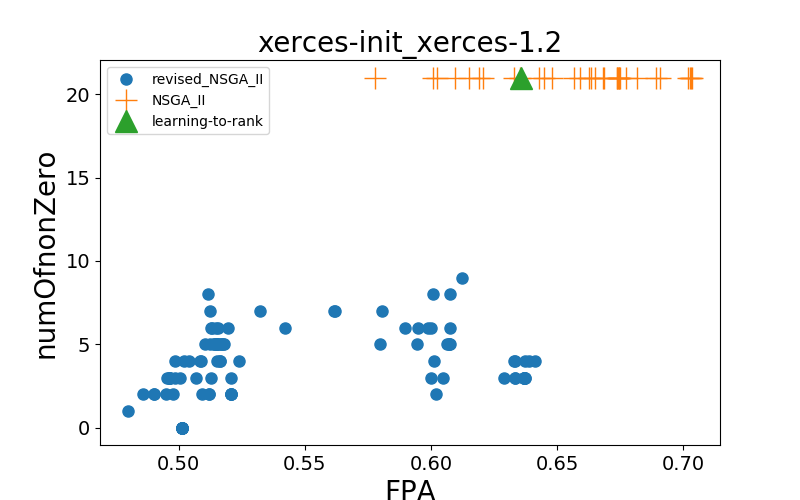 xerces-init_xerces-1.2
revised_NSGA_II
NSGA_II
learning-to-rank
numOfnonZero
20
15
10
5
0
0.50 0.55 0.60 0.65 0.70
FPA